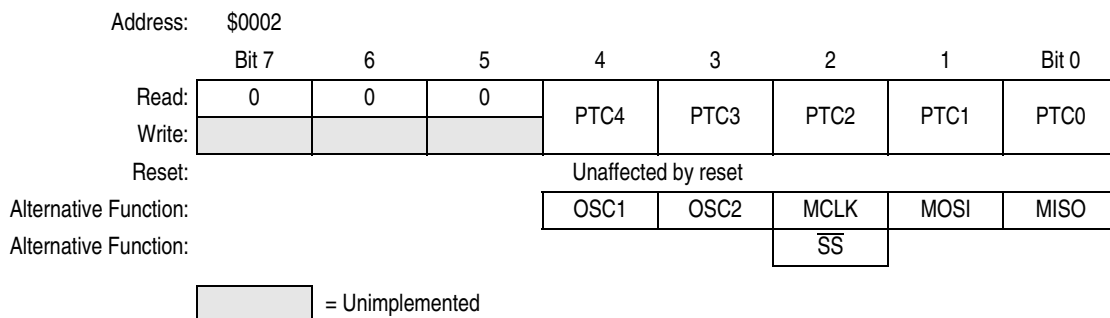 Address: $0002
Bit 7 6 5 4 3 2 1 Bit 0
Read: 0 0 0 PTC4 PTC3 PTC2 PTC1 PTC0
Write:
Reset: Unaffected by reset
Alternative Function: OSC1 OSC2 MCLK MOSI MISO
Alternative Function: S̅S̅
= Unimplemented